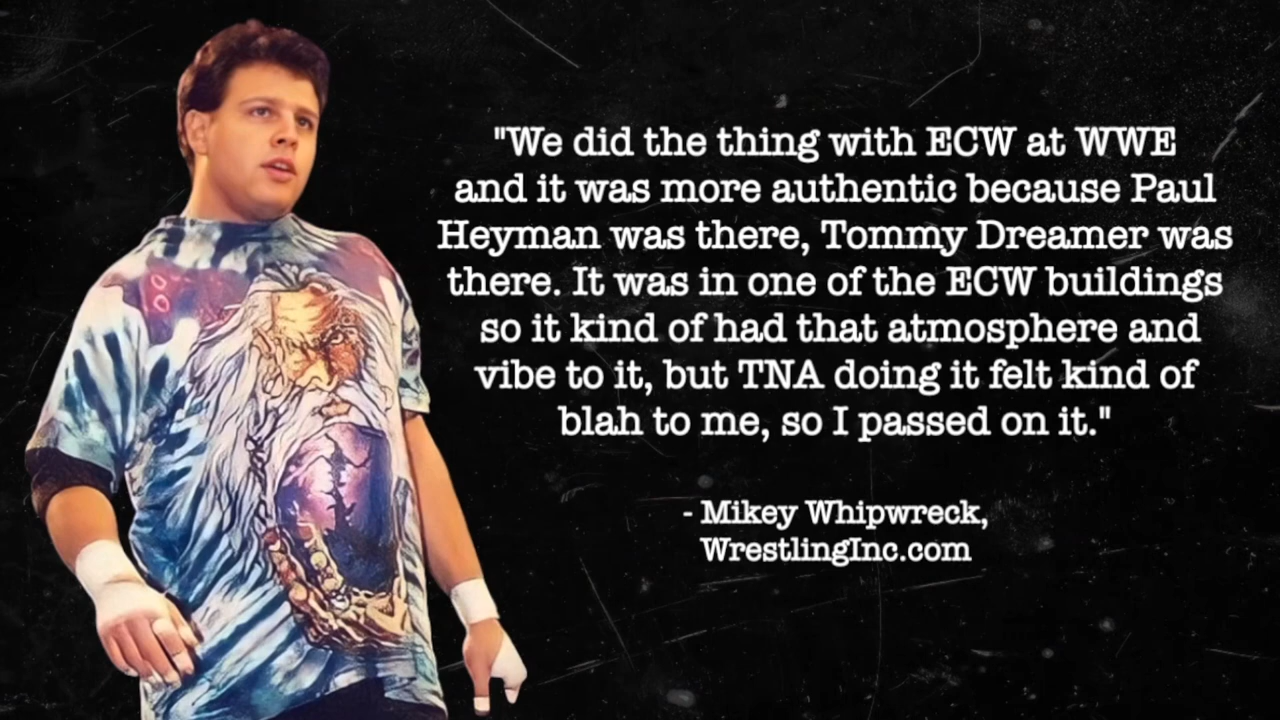 "We did the thing with ECW at WWE
and it was more authentic because Paul
Heyman was there, Tommy Dreamer was
there. It was in one of the ECW buildings
so it kind of had that atmosphere and
vibe to it, but TNA doing it felt kind of
blah to me, so I passed on it."
- Mikey Whipwreck,
WrestlingInc.com